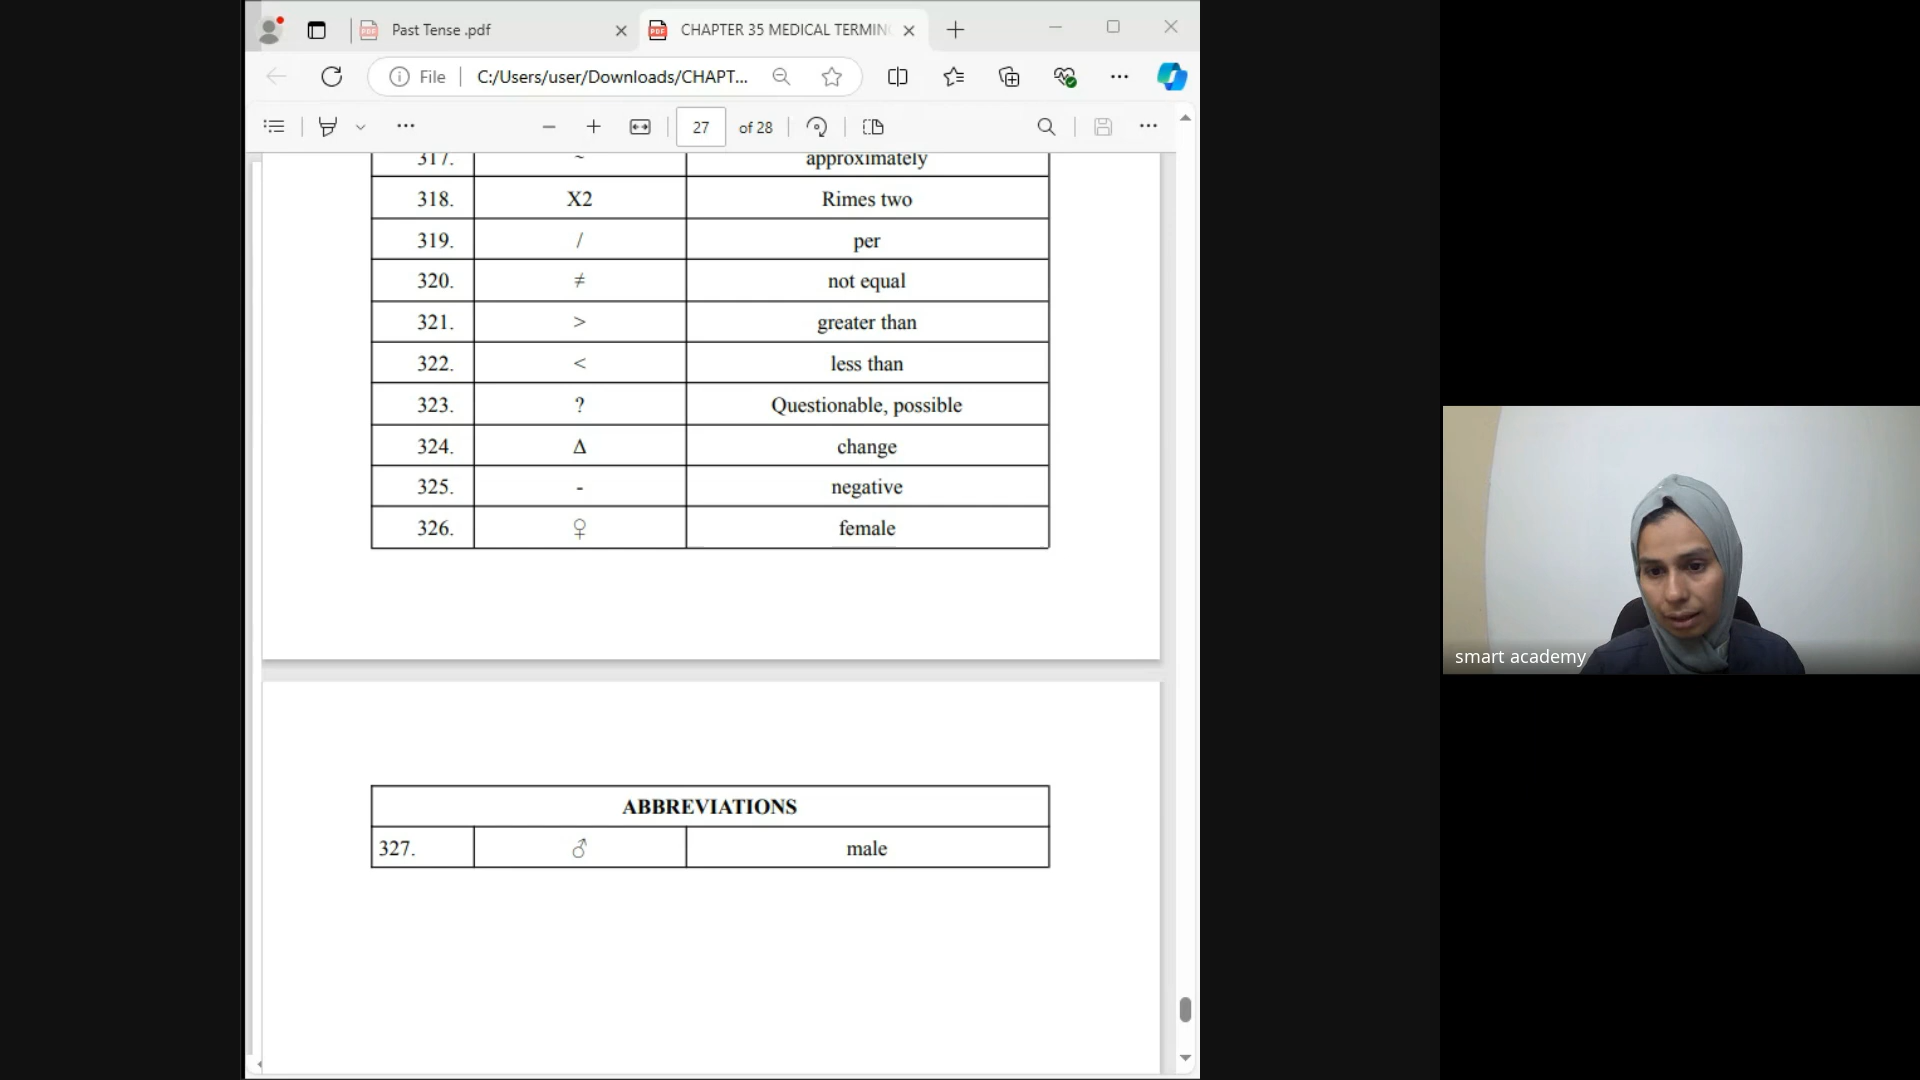 Past Tense .pdf
CHAPTER 35 MEDICAL TERMIN
File
C:/Users/user/Downloads/CHAPT...
27 of 28
317. ~ approximately
318. X2 Rimes two
319. / per
320. ≠ not equal
321. > greater than
322. < less than
323. ? Questionable, possible
324. Δ change
325. - negative
326. ♀ female
ABBREVIATIONS
327. ♂ male
smart academy